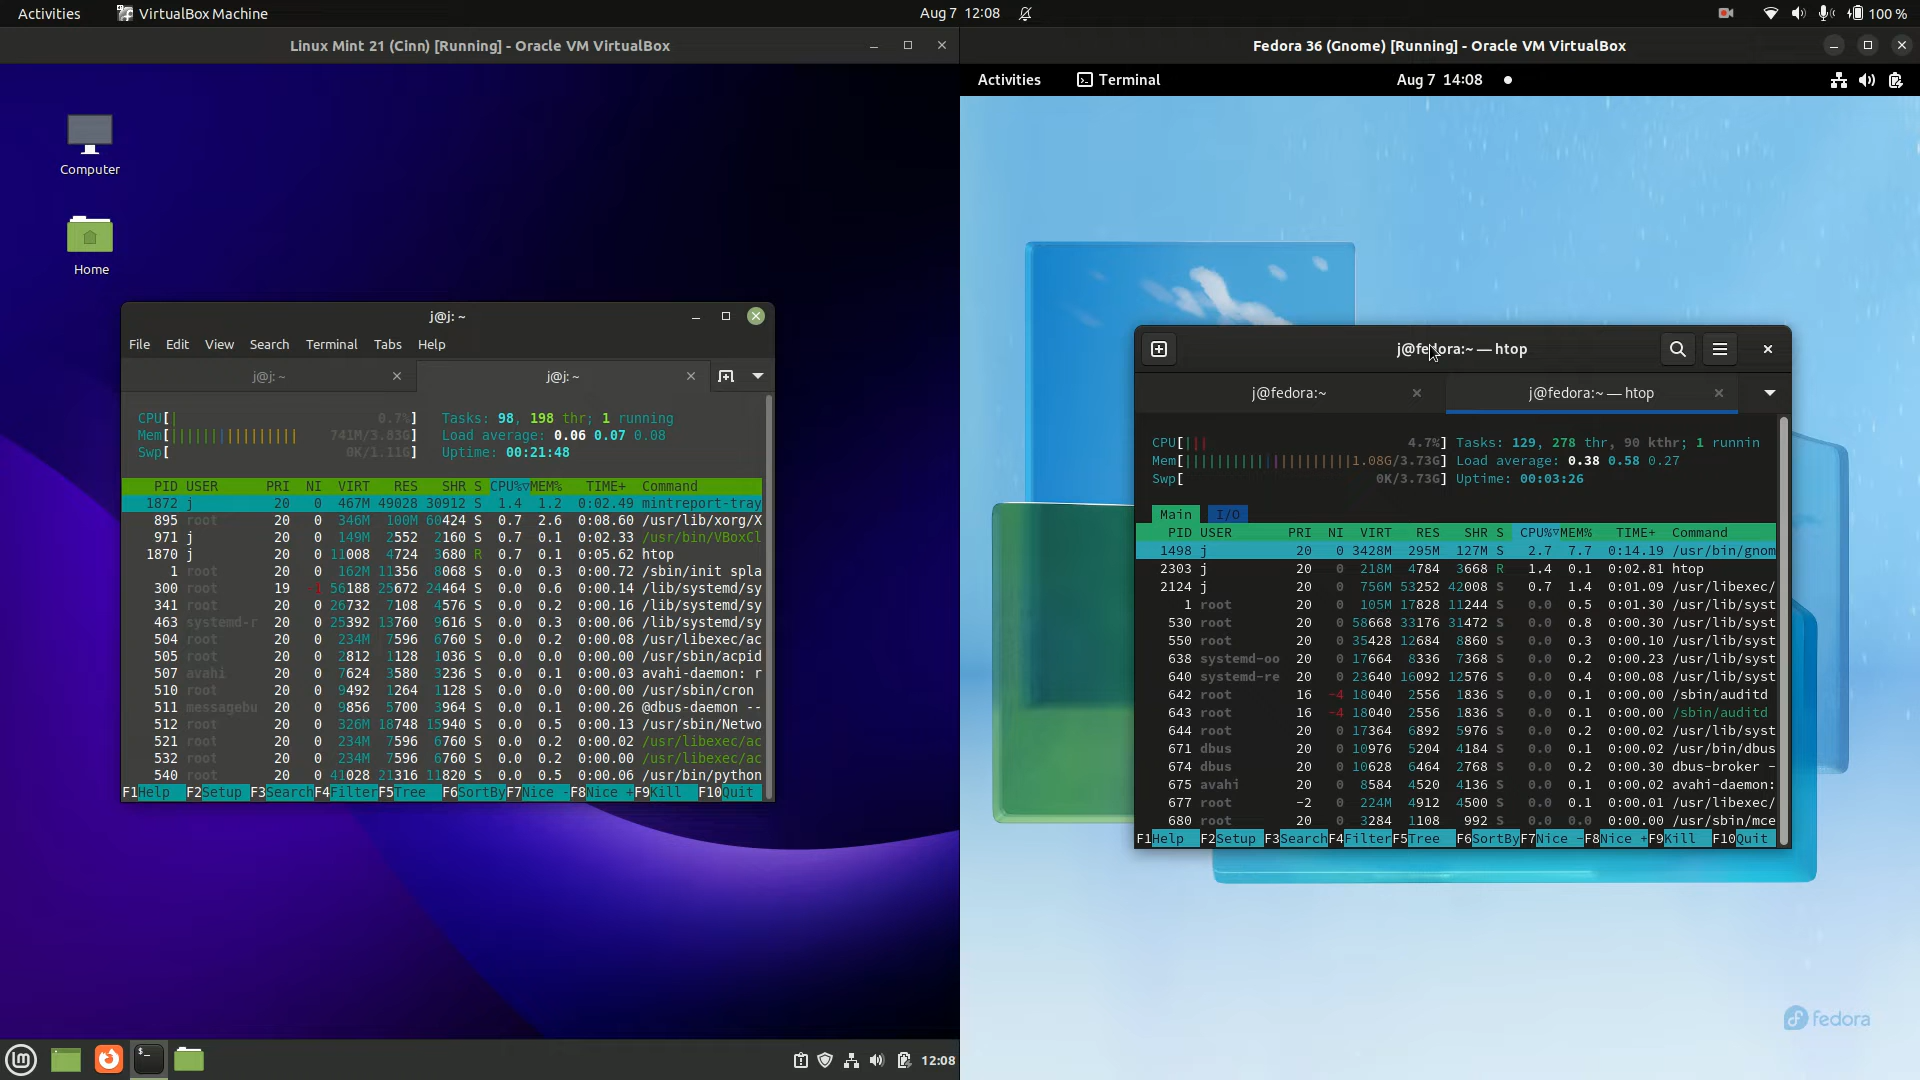 Activities VirtualBox Machine Aug 7 12:08 100 %
Linux Mint 21 (Cinn) [Running] - Oracle VM VirtualBox
Computer
Home
j@j: ~
File Edit View Search Terminal Tabs Help
j@j: ~ j@j: ~
CPU[| 0.7%] Tasks: 98, 198 thr; 1 running
Mem[|||||||||||||||| 741M/3.83G] Load average: 0.06 0.07 0.08
Swp[ 0K/1.11G] Uptime: 00:21:48
PID USER PRI NI VIRT RES SHR S CPU%▽MEM% TIME+ Command
1872 j 20 0 467M 49028 30912 S 1.4 1.2 0:02.49 mintreport-tray
895 root 20 0 346M 100M 60424 S 0.7 2.6 0:08.60 /usr/lib/xorg/X
971 j 20 0 149M 2552 2160 S 0.7 0.1 0:02.33 /usr/bin/VBoxCl
1870 j 20 0 11008 4724 3680 R 0.7 0.1 0:05.62 htop
1 root 20 0 162M 11356 8068 S 0.0 0.3 0:00.72 /sbin/init spla
300 root 19 -1 56188 25672 24464 S 0.0 0.6 0:00.14 /lib/systemd/sy
341 root 20 0 26732 7108 4576 S 0.0 0.2 0:00.16 /lib/systemd/sy
463 systemd-r 20 0 25392 13760 9616 S 0.0 0.3 0:00.06 /lib/systemd/sy
504 root 20 0 234M 7596 6760 S 0.0 0.2 0:00.08 /usr/libexec/ac
505 root 20 0 2812 1128 1036 S 0.0 0.0 0:00.00 /usr/sbin/acpid
507 avahi 20 0 7624 3580 3236 S 0.0 0.1 0:00.03 avahi-daemon: r
510 root 20 0 9492 1264 1128 S 0.0 0.0 0:00.00 /usr/sbin/cron
511 messagebu 20 0 9856 5700 3964 S 0.0 0.1 0:00.26 @dbus-daemon --
512 root 20 0 326M 18748 15940 S 0.0 0.5 0:00.13 /usr/sbin/Netwo
521 root 20 0 234M 7596 6760 S 0.0 0.2 0:00.02 /usr/libexec/ac
532 root 20 0 234M 7596 6760 S 0.0 0.2 0:00.00 /usr/libexec/ac
540 root 20 0 41028 21316 11820 S 0.0 0.5 0:00.06 /usr/bin/python
F1Help F2Setup F3SearchF4FilterF5Tree F6SortByF7Nice -F8Nice +F9Kill F10Quit
12:08
Fedora 36 (Gnome) [Running] - Oracle VM VirtualBox
Activities Terminal Aug 7 14:08
j@fedora:~ — htop
j@fedora:~ j@fedora:~ — htop
CPU[||| 4.7%] Tasks: 129, 278 thr, 90 kthr; 1 runnin
Mem[|||||||||||||||||||||1.08G/3.73G] Load average: 0.38 0.58 0.27
Swp[ 0K/3.73G] Uptime: 00:03:26
Main I/O
PID USER PRI NI VIRT RES SHR S CPU%▽MEM% TIME+ Command
1498 j 20 0 3428M 295M 127M S 2.7 7.7 0:14.19 /usr/bin/gnom
2303 j 20 0 218M 4784 3668 R 1.4 0.1 0:02.81 htop
2124 j 20 0 756M 53252 42008 S 0.7 1.4 0:01.09 /usr/libexec/
1 root 20 0 105M 17828 11244 S 0.0 0.5 0:01.30 /usr/lib/syst
530 root 20 0 58668 33176 31472 S 0.0 0.8 0:00.30 /usr/lib/syst
550 root 20 0 35428 12684 8860 S 0.0 0.3 0:00.10 /usr/lib/syst
638 systemd-oo 20 0 17664 8336 7368 S 0.0 0.2 0:00.23 /usr/lib/syst
640 systemd-re 20 0 23640 16092 12576 S 0.0 0.4 0:00.08 /usr/lib/syst
642 root 16 -4 18040 2556 1836 S 0.0 0.1 0:00.00 /sbin/auditd
643 root 16 -4 18040 2556 1836 S 0.0 0.1 0:00.00 /sbin/auditd
644 root 20 0 17364 6892 5976 S 0.0 0.2 0:00.02 /usr/lib/syst
671 dbus 20 0 10976 5204 4184 S 0.0 0.1 0:00.02 /usr/bin/dbus
674 dbus 20 0 10628 6464 2768 S 0.0 0.2 0:00.30 dbus-broker -
675 avahi 20 0 8584 4520 4136 S 0.0 0.1 0:00.02 avahi-daemon:
677 root -2 0 224M 4912 4500 S 0.0 0.1 0:00.01 /usr/libexec/
680 root 20 0 3284 1108 992 S 0.0 0.0 0:00.00 /usr/sbin/mce
F1Help F2Setup F3SearchF4FilterF5Tree F6SortByF7Nice -F8Nice +F9Kill F10Quit
fedora